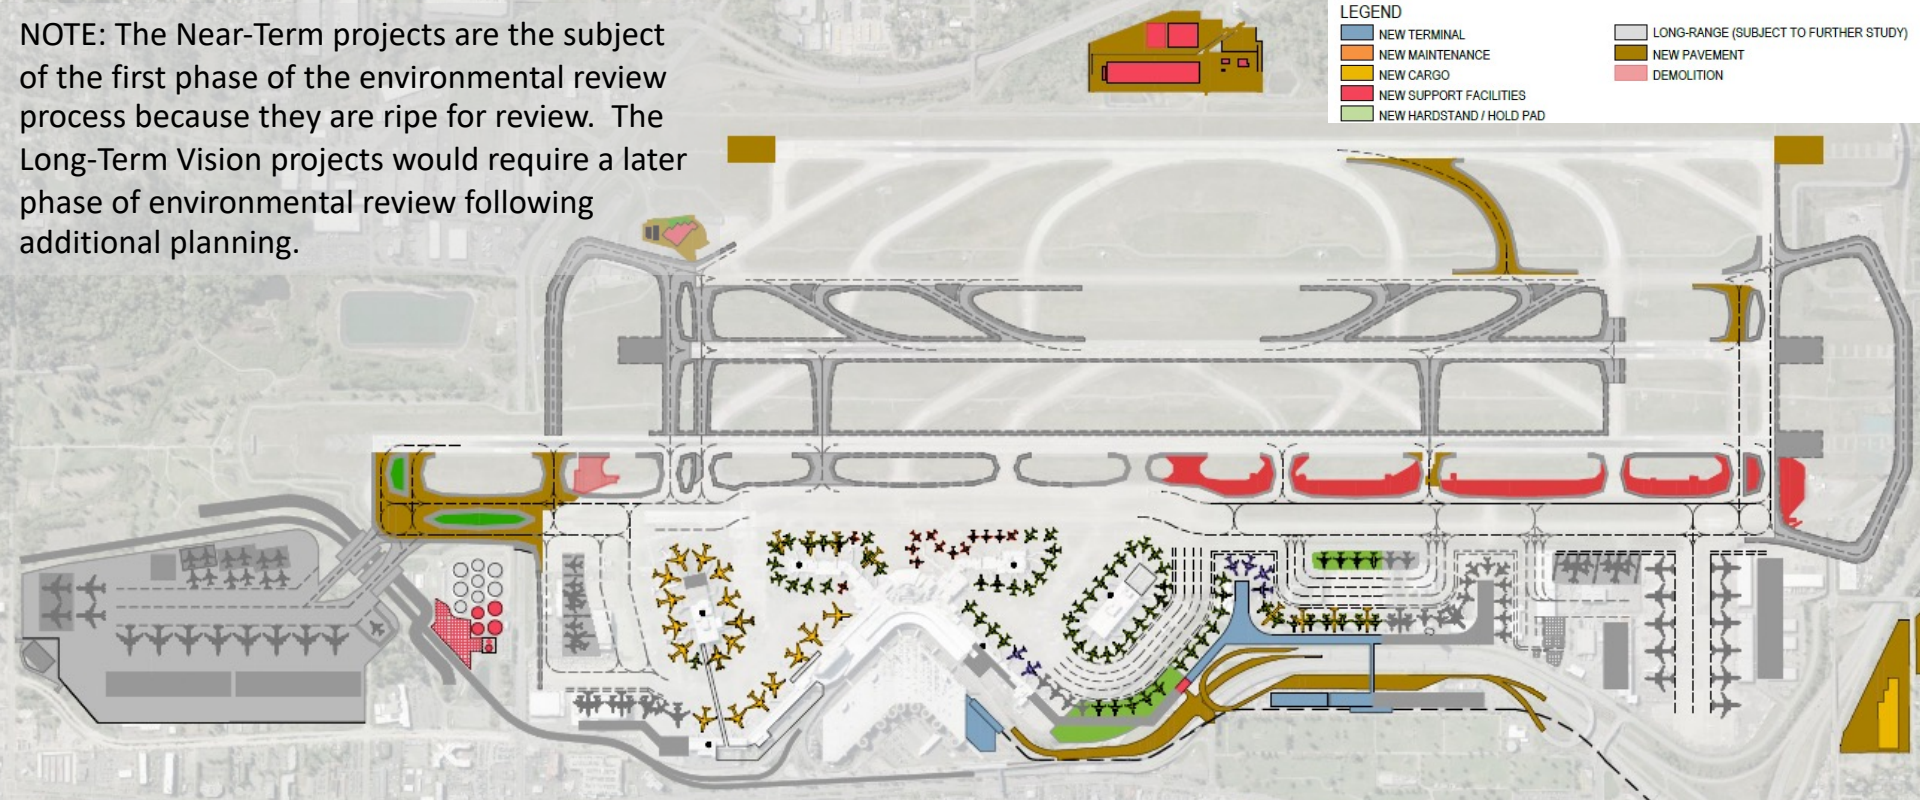 NOTE: The Near-Term projects are the subject
of the first phase of the environmental review
process because they are ripe for review.  The
Long-Term Vision projects would require a later
phase of environmental review following
additional planning.
LEGEND
NEW TERMINAL
NEW MAINTENANCE
NEW CARGO
NEW SUPPORT FACILITIES
NEW HARDSTAND / HOLD PAD
LONG-RANGE (SUBJECT TO FURTHER STUDY)
NEW PAVEMENT
DEMOLITION